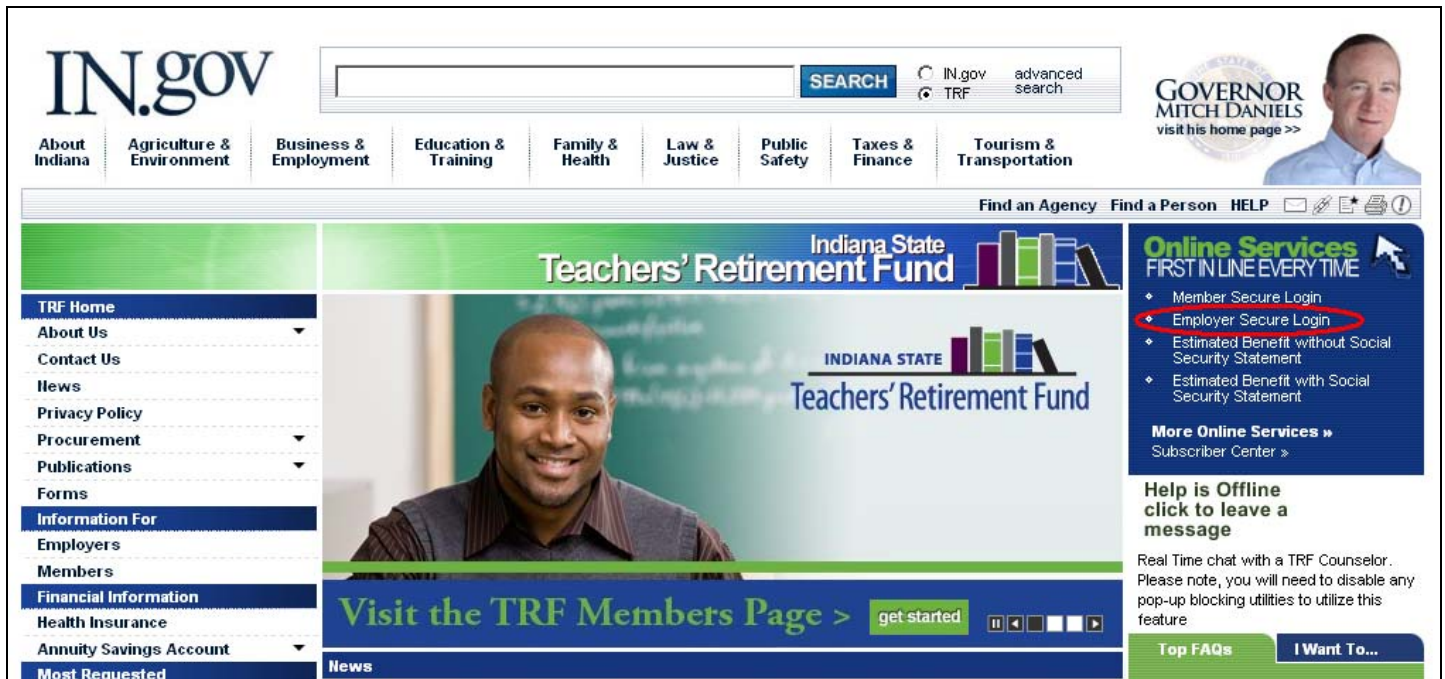 IN.gov
SEARCH
IN.gov
TRF
advanced
search
GOVERNOR
MITCH DANIELS
visit his home page >>
About
Indiana
Agriculture &
Environment
Business &
Employment
Education &
Training
Family &
Health
Law &
Justice
Public
Safety
Taxes &
Finance
Tourism &
Transportation
Find an Agency
Find a Person
HELP
Indiana State
Teachers' Retirement Fund
TRF Home
About Us
Contact Us
News
Privacy Policy
Procurement
Publications
Forms
Information For
Employers
Members
Financial Information
Health Insurance
Annuity Savings Account
Most Requested
INDIANA STATE
Teachers' Retirement Fund
Visit the TRF Members Page >
get started
News
Online Services
FIRST IN LINE EVERY TIME
Member Secure Login
Employer Secure Login
Estimated Benefit without Social
Security Statement
Estimated Benefit with Social
Security Statement
More Online Services »
Subscriber Center »
Help is Offline
click to leave a
message
Real Time chat with a TRF Counselor.
Please note, you will need to disable any
pop-up blocking utilities to utilize this
feature
Top FAQs
I Want To...